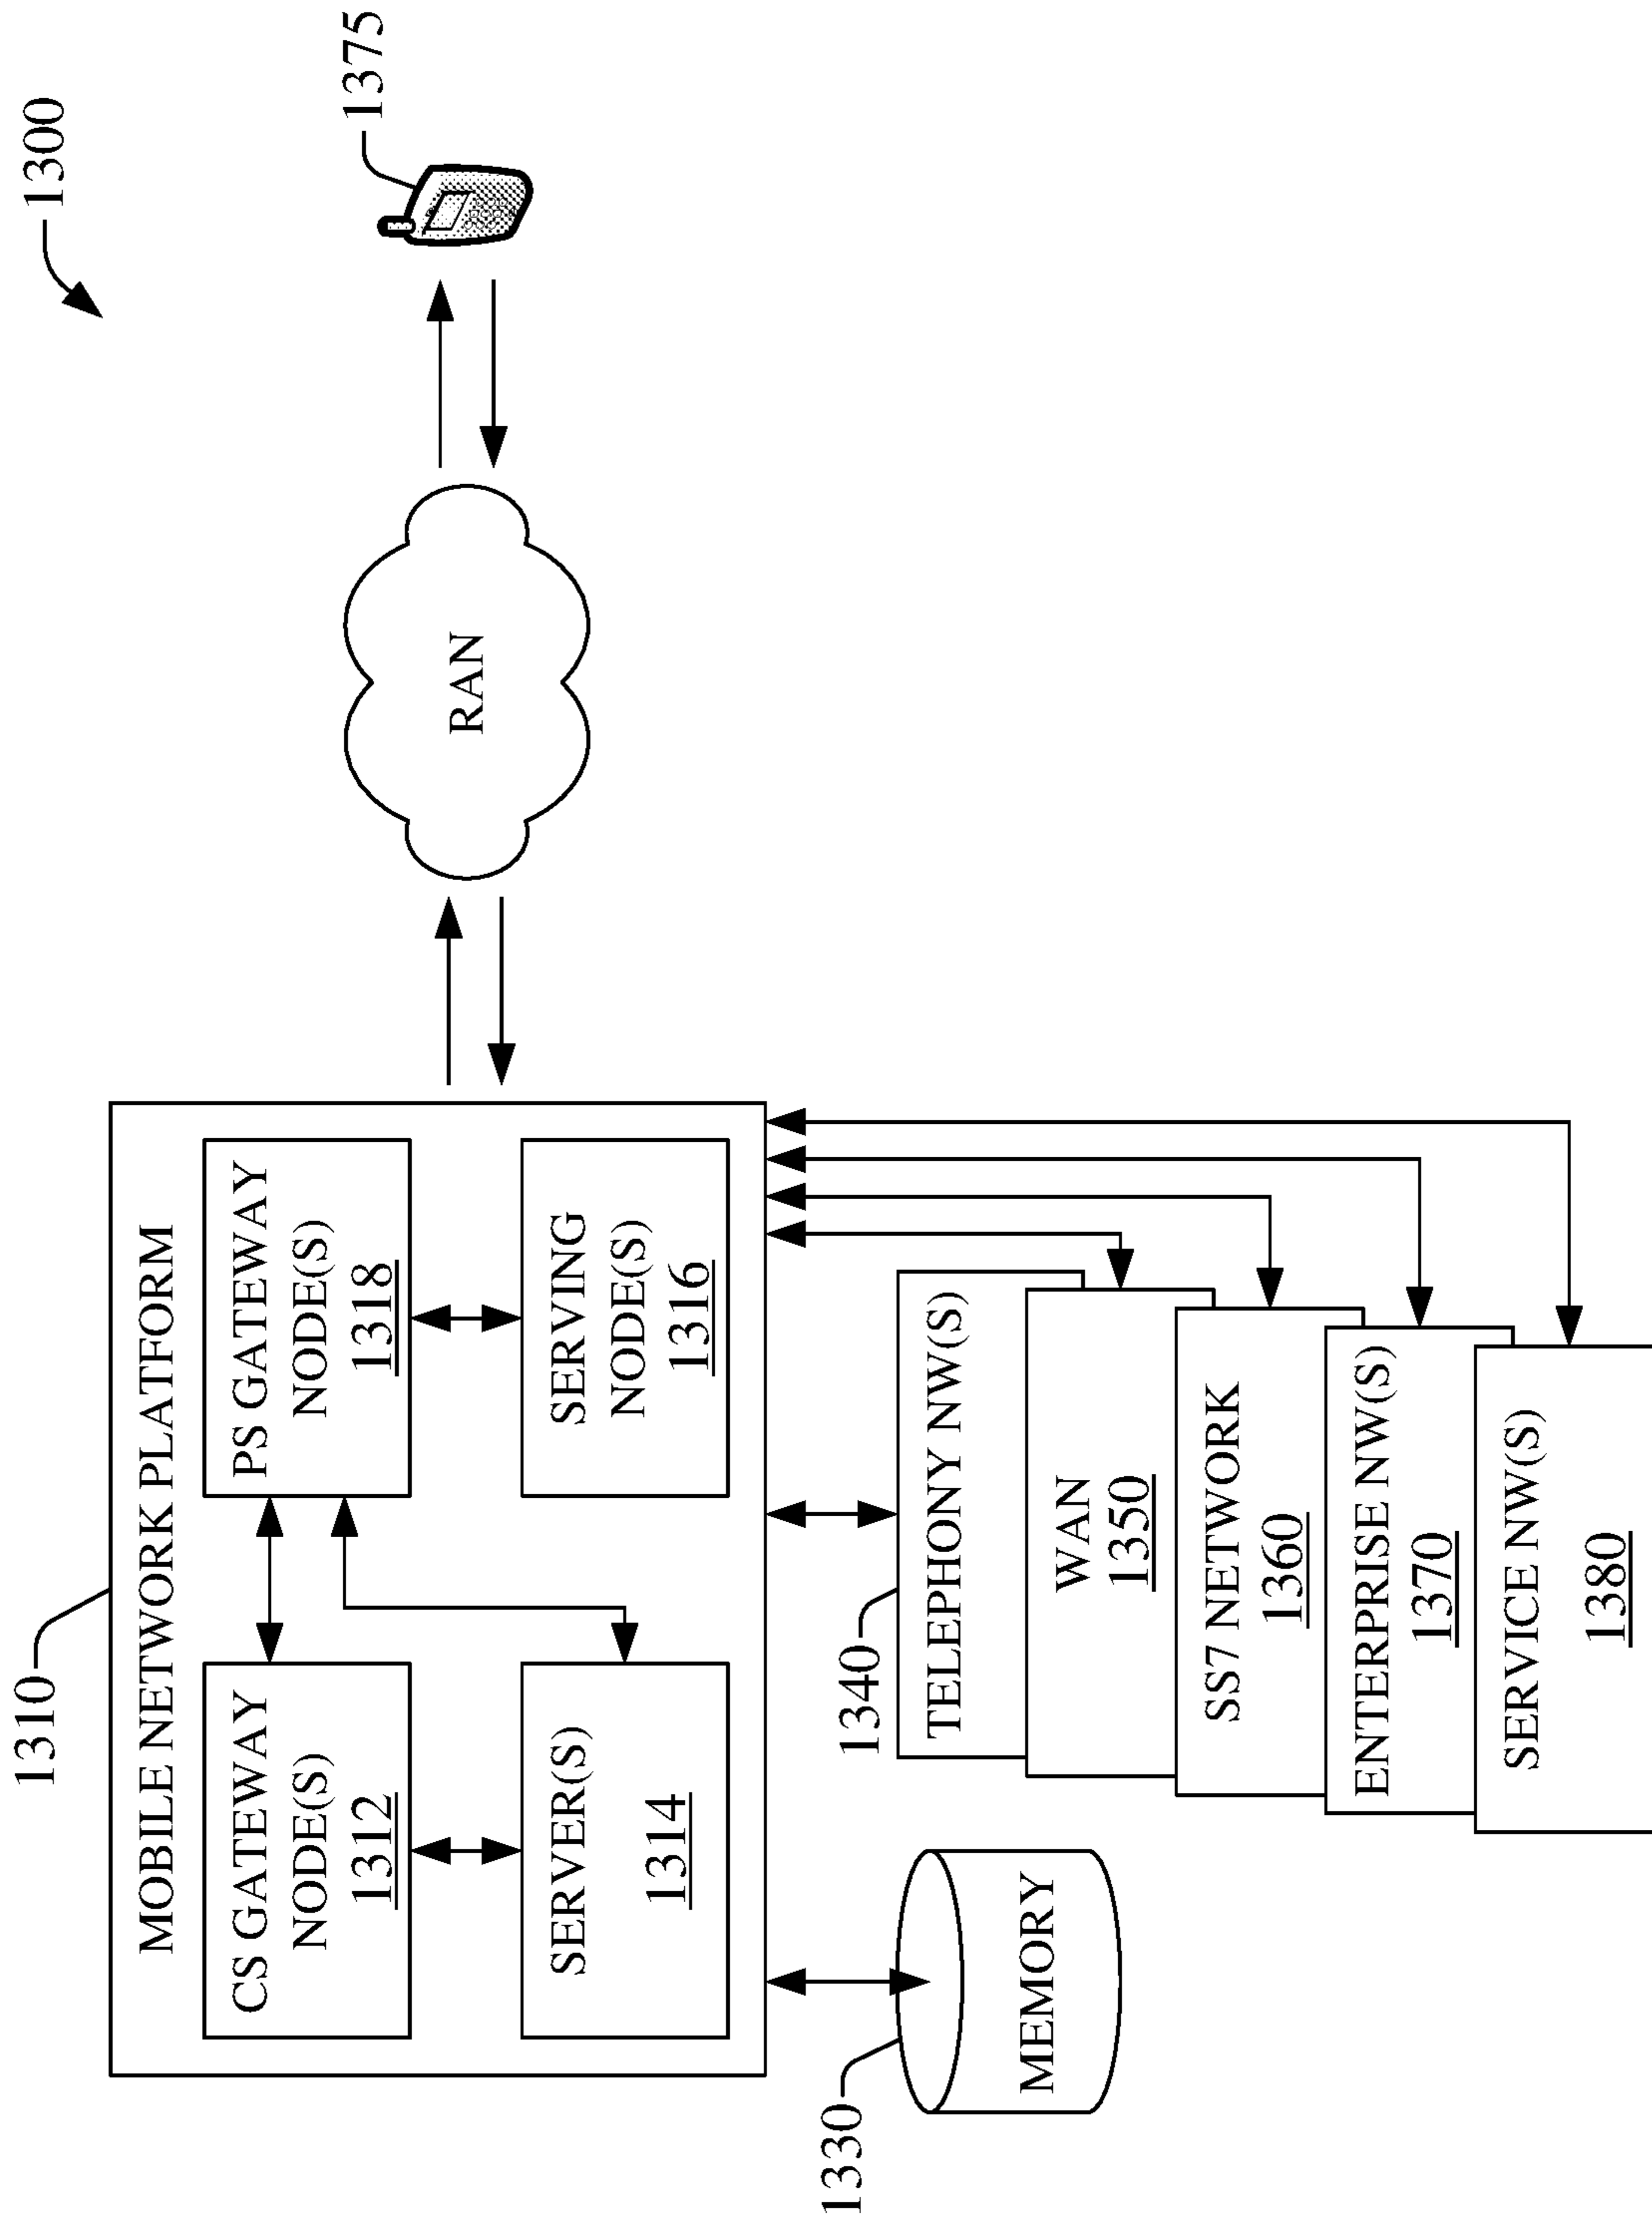 1300
1310
MOBILE NETWORK PLATFORM
CS GATEWAY
NODE(S)
1312
PS GATEWAY
NODE(S)
1318
SERVER(S)
1314
SERVING
NODE(S)
1316
RAN
1375
1330
MEMORY
1340
TELEPHONY NW(S)
WAN
1350
SS7 NETWORK
1360
ENTERPRISE NW(S)
1370
SERVICE NW(S)
1380